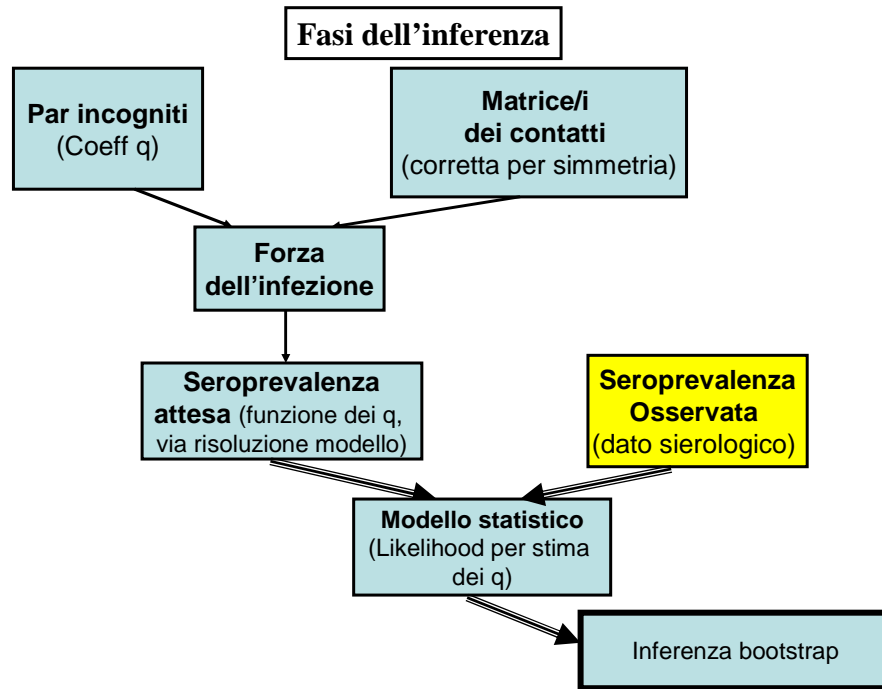 Fasi dell’inferenza
Par incogniti
(Coeff q)
Matrice/i
dei contatti
(corretta per simmetria)
Forza
dell’infezione
Seroprevalenza
attesa (funzione dei q,
via risoluzione modello)
Seroprevalenza
Osservata
(dato sierologico)
Modello statistico
(Likelihood per stima
dei q)
Inferenza bootstrap